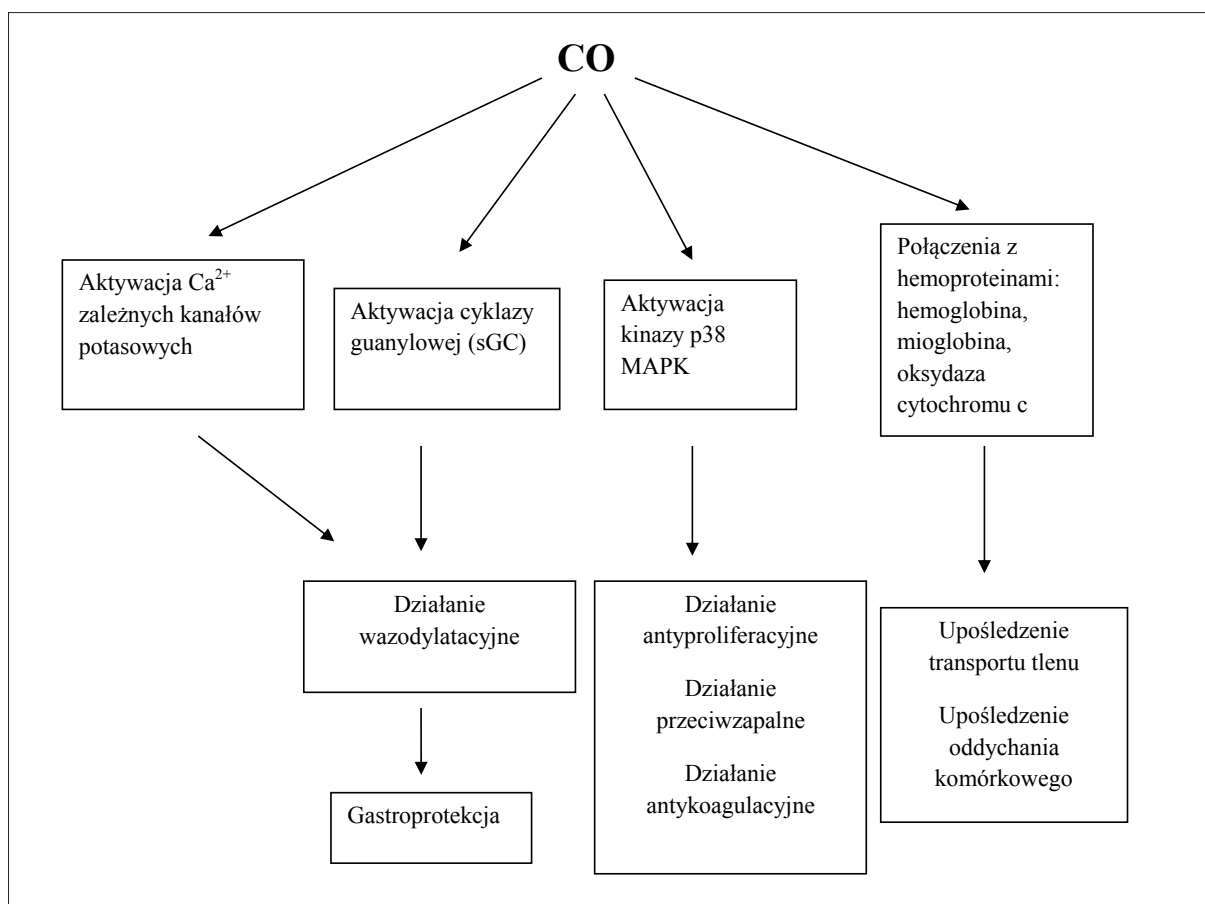 CO
Aktywacja Ca²⁺
zależnych kanałów
potasowych
Aktywacja cyklazy
guanylowej (sGC)
Aktywacja
kinazy p38
MAPK
Połączenia z
hemoproteinami:
hemoglobina,
mioglobina,
oksydaza
cytochromu c
Działanie
wazodylatacyjne
Działanie
antyproliferacyjne
Działanie
przeciwzapalne
Działanie
antykoagulacyjne
Upośledzenie
transportu tlenu
Upośledzenie
oddychania
komórkowego
Gastroprotekcja